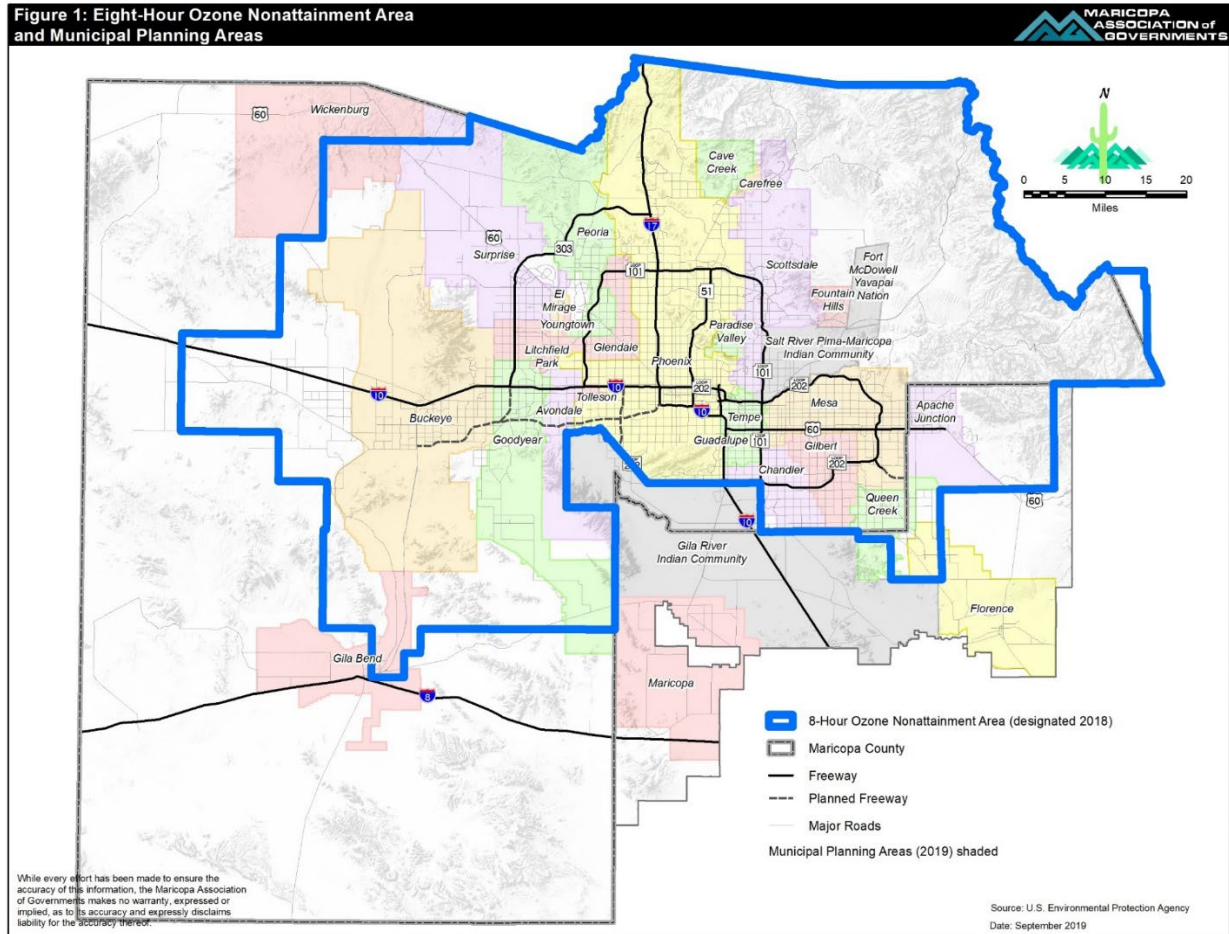 Figure 1: Eight-Hour Ozone Nonattainment Area
and Municipal Planning Areas
MARICOPA
ASSOCIATION of
GOVERNMENTS
N
0 5 10 15 20
Miles
Wickenburg
60
Cave
Creek
Carefree
17
Peoria
303
60
Surprise
LOOP
101
51
Scottsdale
Fort
McDowell
Yavapai
Nation
Fountain
Hills
El
Mirage
Youngtown
Paradise
Valley
Salt River Pima-Maricopa
Indian Community
Litchfield
Park
Glendale
Phoenix
LOOP
101
LOOP
202
10
Tolleson
10
LOOP
202
10
Mesa
Apache
Junction
Buckeye
Avondale
Tempe
60
Goodyear
Guadalupe
LOOP
101
Gilbert
LOOP
202
Chandler
Queen
Creek
60
10
Gila River
Indian Community
Florence
Gila Bend
8
Maricopa
8-Hour Ozone Nonattainment Area (designated 2018)
Maricopa County
Freeway
Planned Freeway
Major Roads
Municipal Planning Areas (2019) shaded
While every effort has been made to ensure the
accuracy of this information, the Maricopa Association
of Governments makes no warranty, expressed or
implied, as to its accuracy and expressly disclaims
liability for the accuracy thereof.
Source: U.S. Environmental Protection Agency
Date: September 2019